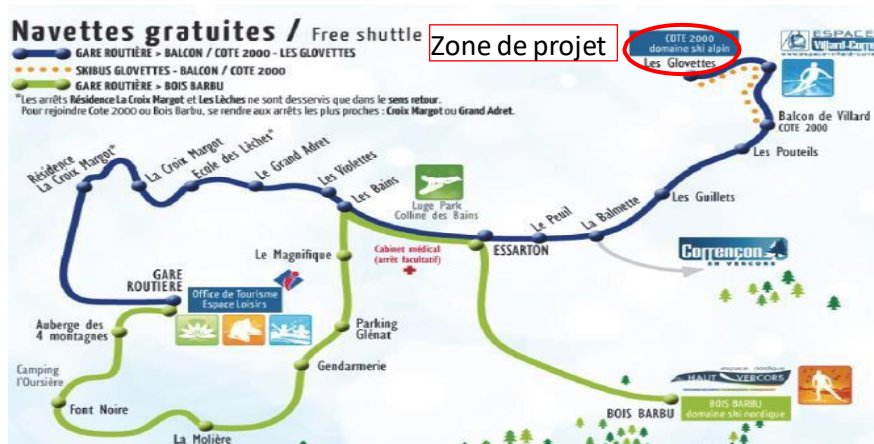 Navettes gratuites / Free shuttle
Zone de projet
GARE ROUTIÈRE > BALCON / COTE 2000 - LES GLOVETTES
SKIBUS GLOVETTES - BALCON / COTE 2000
GARE ROUTIÈRE > BOIS BARBU
*Les arrêts Résidence La Croix Margot et Les Lèches ne sont desservis que dans le sens retour.
Pour rejoindre Cote 2000 ou Bois Barbu, se rendre aux arrêts les plus proches : Croix Margot ou Grand Adret.
COTE 2000
domaine ski alpin
Les Glovettes
ESPACE
Balcon de Villard
COTE 2000
Les Pouteils
Les Guillets
La Balmette
Le Peuil
ESSARTON
Corrençon
EN VERCORS
Luge Park
Colline des Bains
Cabinet médical
(arrêt facultatif)
Résidence
La Croix Margot*
La Croix Margot
Ecole des Lèches*
Le Grand Adret
Les Violettes
Les Bains
Le Magnifique
GARE
ROUTIÈRE
Office de Tourisme
Espace Loisirs
Auberge des
4 montagnes
Parking
Glénat
Gendarmerie
Camping
l'Oursière
Font Noire
La Molière
BOIS BARBU
espace nordique
HAUT VERCORS
BOIS BARBU
domaine ski nordique